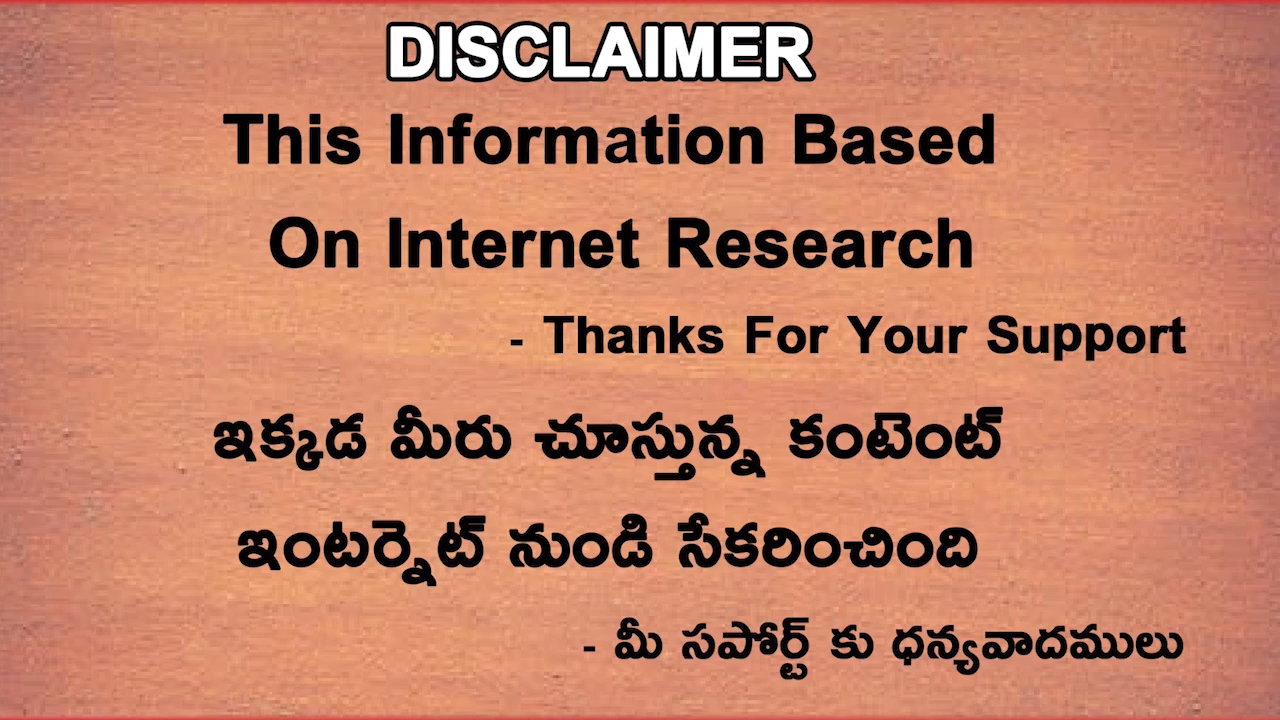 DISCLAIMER
This Information Based
On Internet Research
- Thanks For Your Support
ఇక్కడ మీరు చూస్తున్న కంటెంట్
ఇంటర్నెట్ నుండి సేకరించింది
- మీ సపోర్ట్ కు ధన్యవాదములు